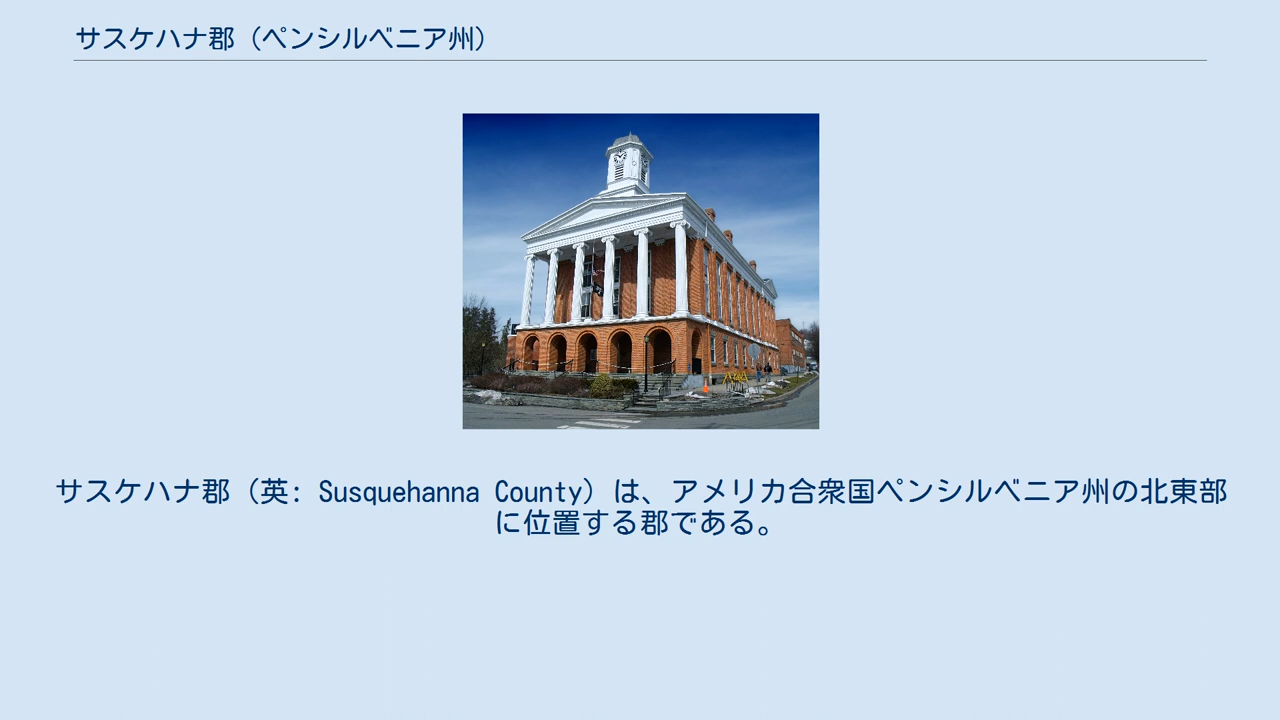 サスケハナ郡（ペンシルベニア州）
サスケハナ郡（英: Susquehanna County）は、アメリカ合衆国ペンシルベニア州の北東部
に位置する郡である。